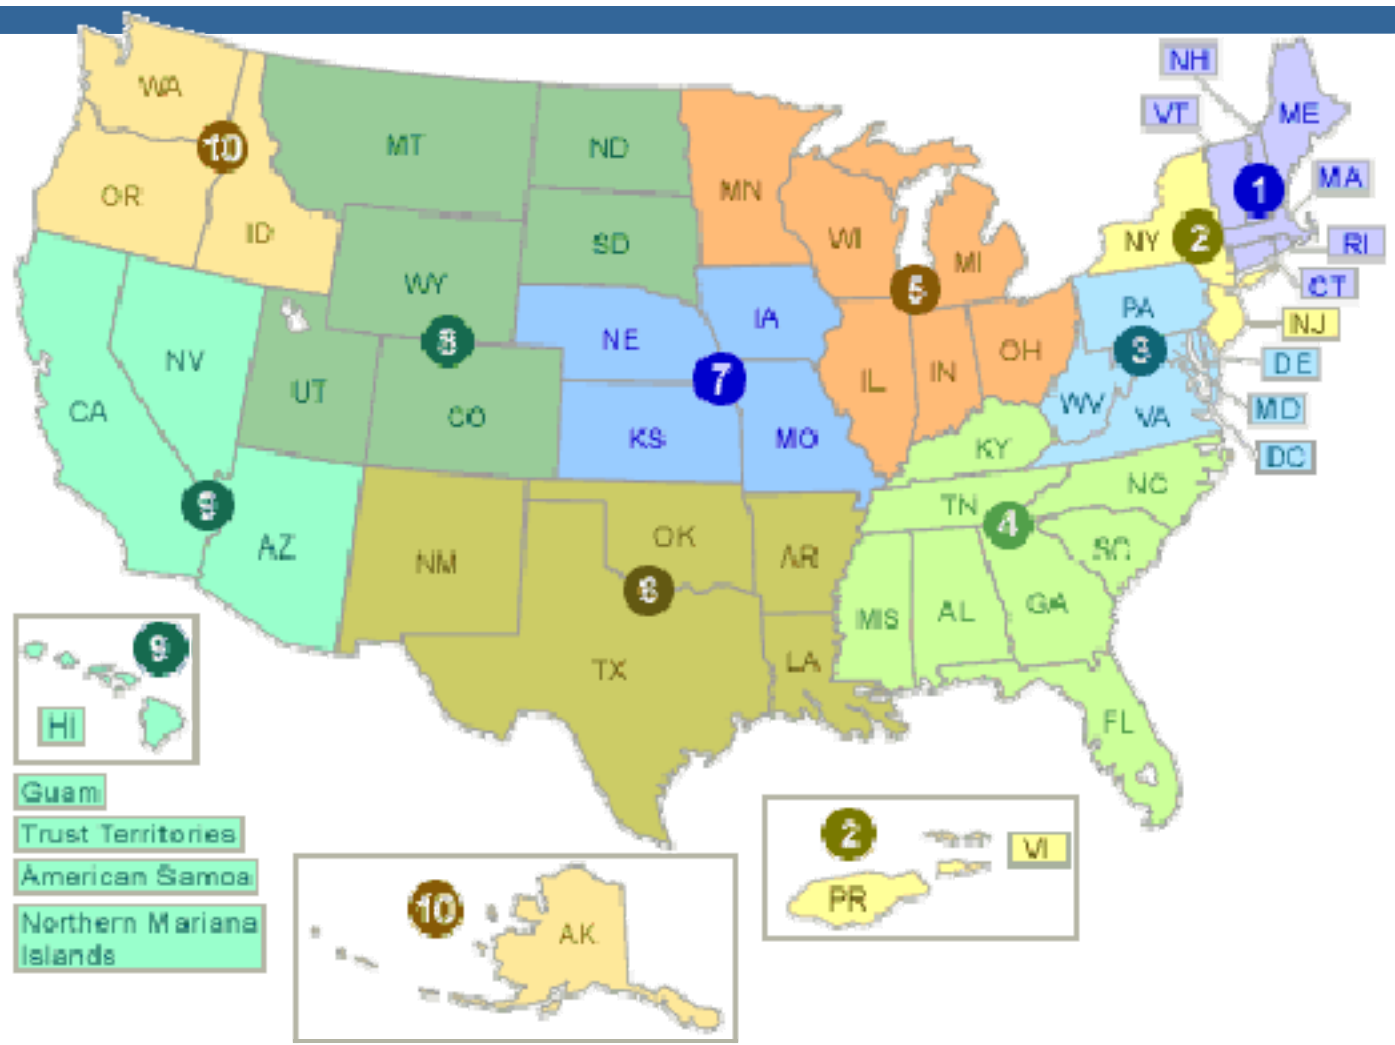 NH
WA
VT
ME
10
MT
ND
MN
MA
1
OR
ID
SD
WI
MI
NY
2
RI
WY
5
CT
PA
NJ
NV
8
NE
IA
OH
3
DE
CA
UT
CO
7
IL
IN
WV
VA
MD
KS
MO
KY
DC
9
NC
TN
4
AZ
NM
OK
AR
SC
6
MIS
AL
GA
9
TX
LA
HI
FL
Guam
Trust Territories
2
VI
American Samoa
10
PR
Northern Mariana
Islands
AK